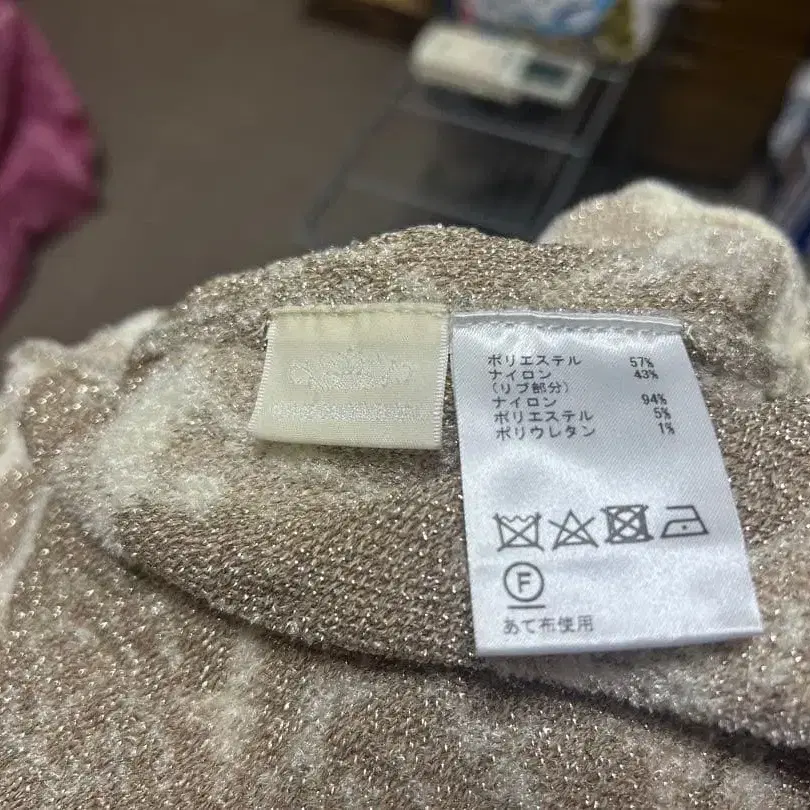 ポリエステル 57%
ナイロン 43%
(リブ部分)
ナイロン 94%
ポリエステル 5%
ポリウレタン 1%
F
あて布使用